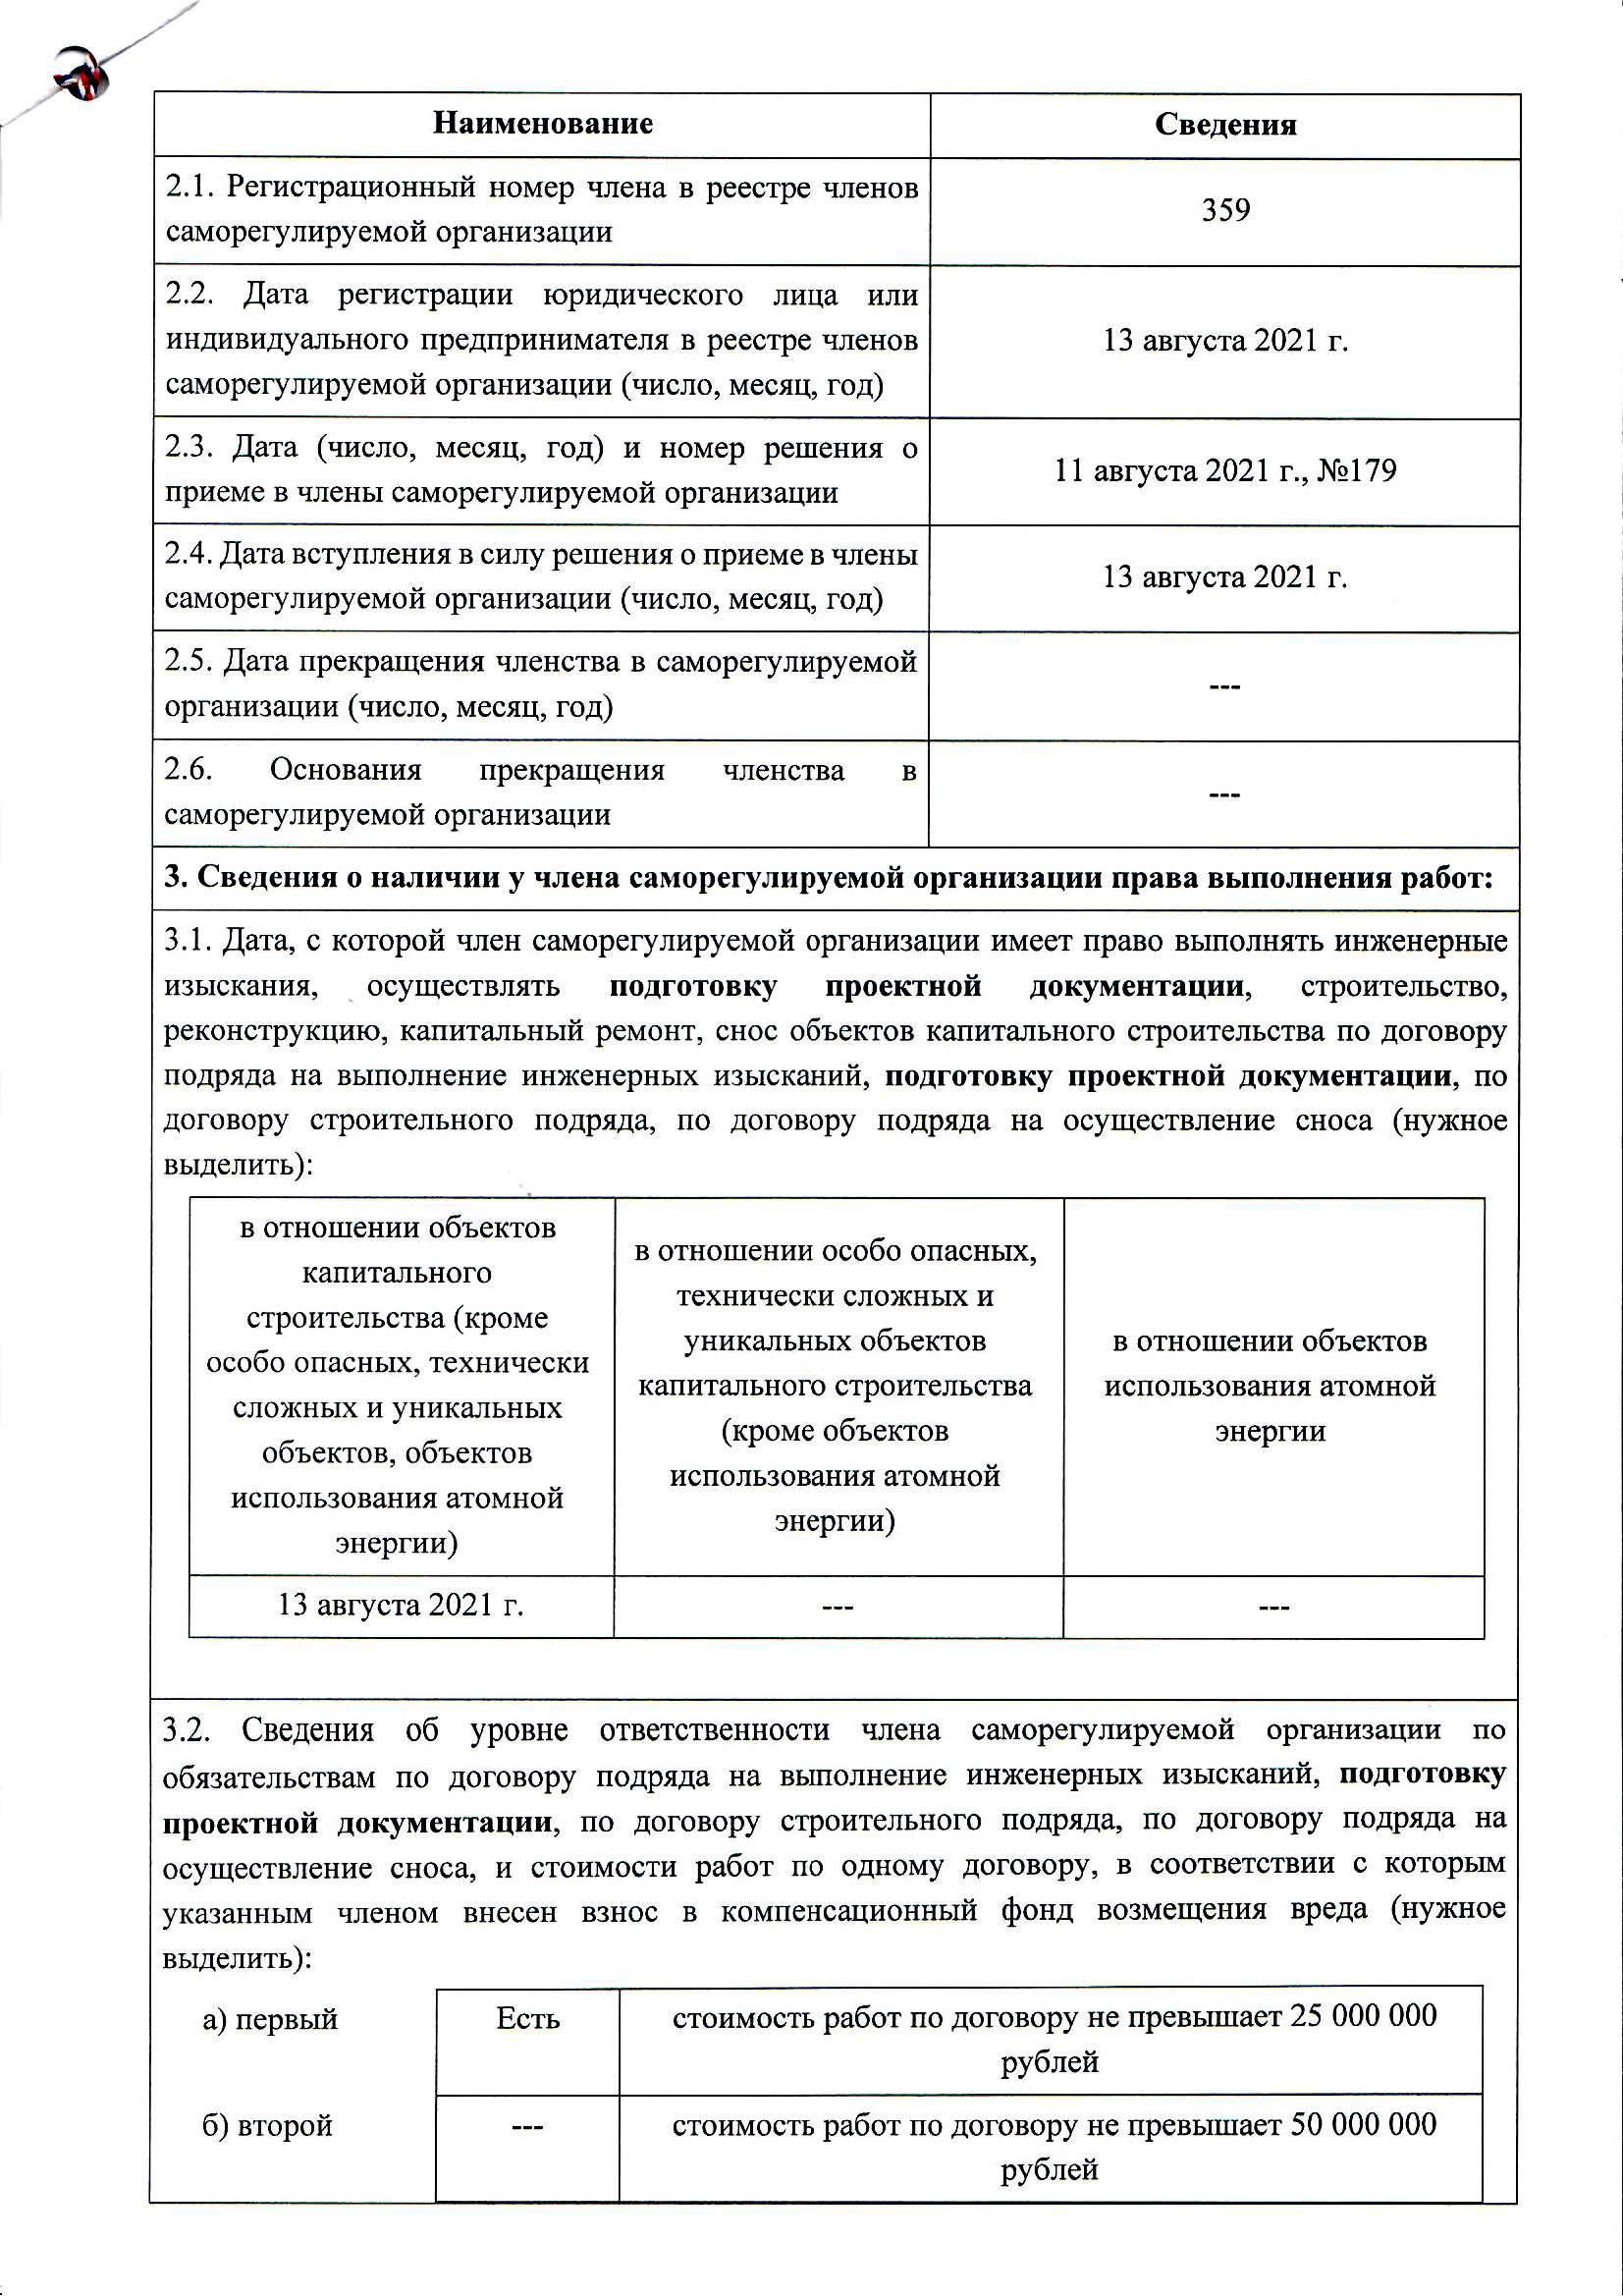 Наименование
Сведения
2.1. Регистрационный номер члена в реестре членов
саморегулируемой организации
359
2.2. Дата регистрации юридического лица или
индивидуального предпринимателя в реестре членов
саморегулируемой организации (число, месяц, год)
13 августа 2021 г.
2.3. Дата (число, месяц, год) и номер решения о
приеме в члены саморегулируемой организации
11 августа 2021 г., №179
2.4. Дата вступления в силу решения о приеме в члены
саморегулируемой организации (число, месяц, год)
13 августа 2021 г.
2.5. Дата прекращения членства в саморегулируемой
организации (число, месяц, год)
---
2.6. Основания прекращения членства в
саморегулируемой организации
---
3. Сведения о наличии у члена саморегулируемой организации права выполнения работ:
3.1. Дата, с которой член саморегулируемой организации имеет право выполнять инженерные
изыскания, осуществлять подготовку проектной документации, строительство,
реконструкцию, капитальный ремонт, снос объектов капитального строительства по договору
подряда на выполнение инженерных изысканий, подготовку проектной документации, по
договору строительного подряда, по договору подряда на осуществление сноса (нужное
выделить):
в отношении объектов
капитального
строительства (кроме
особо опасных, технически
сложных и уникальных
объектов, объектов
использования атомной
энергии)
в отношении особо опасных,
технически сложных и
уникальных объектов
капитального строительства
(кроме объектов
использования атомной
энергии)
в отношении объектов
использования атомной
энергии
13 августа 2021 г.
---
---
3.2. Сведения об уровне ответственности члена саморегулируемой организации по
обязательствам по договору подряда на выполнение инженерных изысканий, подготовку
проектной документации, по договору строительного подряда, по договору подряда на
осуществление сноса, и стоимости работ по одному договору, в соответствии с которым
указанным членом внесен взнос в компенсационный фонд возмещения вреда (нужное
выделить):
а) первый
Есть
стоимость работ по договору не превышает 25 000 000
рублей
б) второй
---
стоимость работ по договору не превышает 50 000 000
рублей